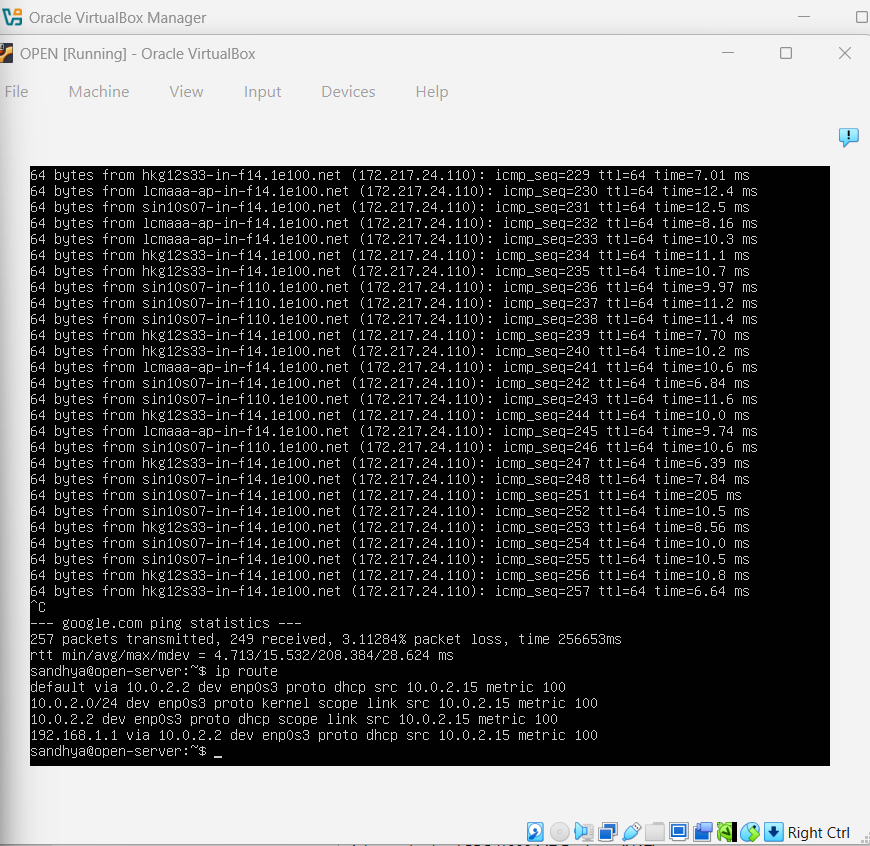 Oracle VirtualBox Manager
OPEN [Running] - Oracle VirtualBox
File Machine View Input Devices Help
64 bytes from hkg12s33-in-f14.1e100.net (172.217.24.110): icmp_seq=229 ttl=64 time=7.01 ms
64 bytes from lcmaaa-ap-in-f14.1e100.net (172.217.24.110): icmp_seq=230 ttl=64 time=12.4 ms
64 bytes from sin10s07-in-f14.1e100.net (172.217.24.110): icmp_seq=231 ttl=64 time=12.5 ms
64 bytes from lcmaaa-ap-in-f14.1e100.net (172.217.24.110): icmp_seq=232 ttl=64 time=8.16 ms
64 bytes from lcmaaa-ap-in-f14.1e100.net (172.217.24.110): icmp_seq=233 ttl=64 time=10.3 ms
64 bytes from hkg12s33-in-f14.1e100.net (172.217.24.110): icmp_seq=234 ttl=64 time=11.1 ms
64 bytes from hkg12s33-in-f14.1e100.net (172.217.24.110): icmp_seq=235 ttl=64 time=10.7 ms
64 bytes from sin10s07-in-f110.1e100.net (172.217.24.110): icmp_seq=236 ttl=64 time=9.97 ms
64 bytes from sin10s07-in-f110.1e100.net (172.217.24.110): icmp_seq=237 ttl=64 time=11.2 ms
64 bytes from sin10s07-in-f110.1e100.net (172.217.24.110): icmp_seq=238 ttl=64 time=11.4 ms
64 bytes from hkg12s33-in-f14.1e100.net (172.217.24.110): icmp_seq=239 ttl=64 time=7.70 ms
64 bytes from hkg12s33-in-f14.1e100.net (172.217.24.110): icmp_seq=240 ttl=64 time=10.2 ms
64 bytes from lcmaaa-ap-in-f14.1e100.net (172.217.24.110): icmp_seq=241 ttl=64 time=10.6 ms
64 bytes from sin10s07-in-f14.1e100.net (172.217.24.110): icmp_seq=242 ttl=64 time=6.84 ms
64 bytes from sin10s07-in-f110.1e100.net (172.217.24.110): icmp_seq=243 ttl=64 time=11.6 ms
64 bytes from hkg12s33-in-f14.1e100.net (172.217.24.110): icmp_seq=244 ttl=64 time=10.0 ms
64 bytes from lcmaaa-ap-in-f14.1e100.net (172.217.24.110): icmp_seq=245 ttl=64 time=9.74 ms
64 bytes from sin10s07-in-f110.1e100.net (172.217.24.110): icmp_seq=246 ttl=64 time=10.6 ms
64 bytes from hkg12s33-in-f14.1e100.net (172.217.24.110): icmp_seq=247 ttl=64 time=6.39 ms
64 bytes from sin10s07-in-f14.1e100.net (172.217.24.110): icmp_seq=248 ttl=64 time=7.84 ms
64 bytes from sin10s07-in-f14.1e100.net (172.217.24.110): icmp_seq=251 ttl=64 time=205 ms
64 bytes from sin10s07-in-f14.1e100.net (172.217.24.110): icmp_seq=252 ttl=64 time=10.5 ms
64 bytes from hkg12s33-in-f14.1e100.net (172.217.24.110): icmp_seq=253 ttl=64 time=8.56 ms
64 bytes from sin10s07-in-f14.1e100.net (172.217.24.110): icmp_seq=254 ttl=64 time=10.0 ms
64 bytes from sin10s07-in-f14.1e100.net (172.217.24.110): icmp_seq=255 ttl=64 time=10.5 ms
64 bytes from hkg12s33-in-f14.1e100.net (172.217.24.110): icmp_seq=256 ttl=64 time=10.8 ms
64 bytes from hkg12s33-in-f14.1e100.net (172.217.24.110): icmp_seq=257 ttl=64 time=6.64 ms
^C
--- google.com ping statistics ---
257 packets transmitted, 249 received, 3.11284% packet loss, time 256653ms
rtt min/avg/max/mdev = 4.713/15.532/208.384/28.624 ms
sandhya@open-server:~$ ip route
default via 10.0.2.2 dev enp0s3 proto dhcp src 10.0.2.15 metric 100
10.0.2.0/24 dev enp0s3 proto kernel scope link src 10.0.2.15 metric 100
10.0.2.2 dev enp0s3 proto dhcp scope link src 10.0.2.15 metric 100
192.168.1.1 via 10.0.2.2 dev enp0s3 proto dhcp src 10.0.2.15 metric 100
sandhya@open-server:~$ _
Right Ctrl